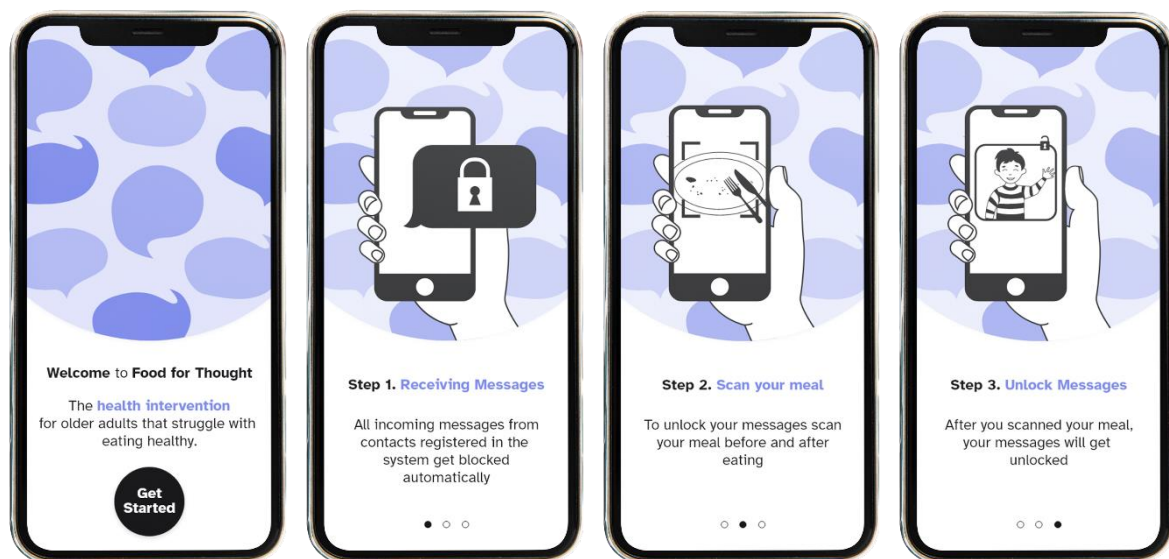 Welcome to Food for Thought
The health intervention
for older adults that struggle with
eating healthy.
Get
Started
Step 1. Receiving Messages
All incoming messages from
contacts registered in the
system get blocked
automatically
Step 2. Scan your meal
To unlock your messages scan
your meal before and after
eating
Step 3. Unlock Messages
After you scanned your meal,
your messages will get
unlocked